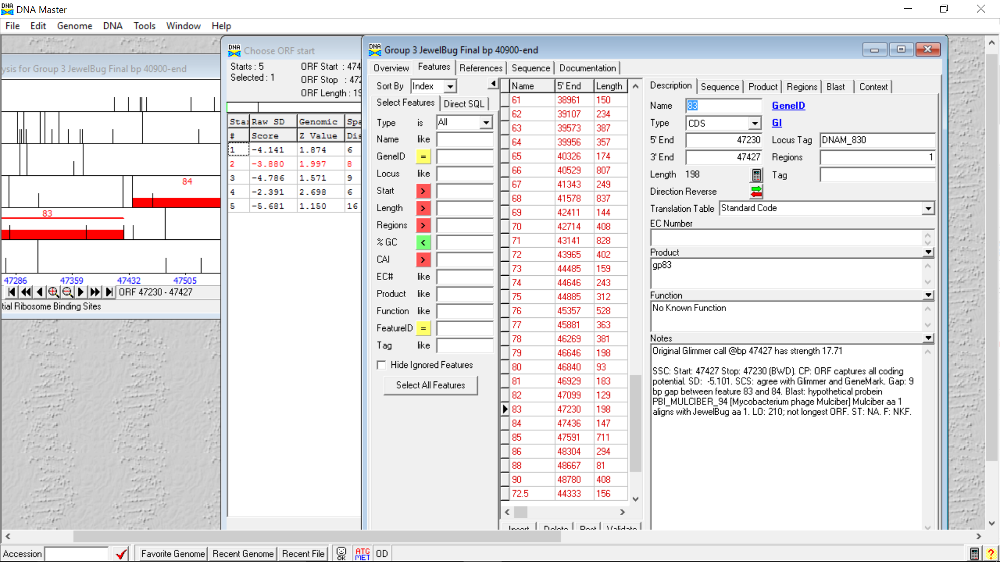 DNA Master
File Edit Genome DNA Tools Window Help
ysis for Group 3 JewelBug Final bp 40900-end
84
83
47286 47359 47432 47505
ORF 47230 - 47427
tial Ribosome Binding Sites
Choose ORF start
Starts : 5 ORF Start : 474
Selected : 1 ORF Stop : 472
ORF Length : 19
Star Raw SD Genomic Spa
# Score Z Value Dis
1 -4.141 1.874 6
2 -3.880 1.997 8
3 -4.786 1.571 9
4 -2.391 2.698 6
5 -5.681 1.150 16
Group 3 JewelBug Final bp 40900-end
Overview Features References Sequence Documentation
Sort By Index
Select Features Direct SQL
Type is All
Name like
GeneID =
Locus like
Start >
Length >
Regions >
% GC <
CAI >
EC# like
Product like
Function like
FeatureID =
Tag like
Hide Ignored Features
Select All Features
Name 5' End Length
61 38961 150
62 39107 234
63 39573 387
64 39956 357
65 40326 174
66 40529 807
67 41343 249
68 41578 837
69 42411 144
70 42714 408
71 43141 828
72 43965 402
73 44485 159
74 44646 243
75 44885 312
76 45357 528
77 45881 363
78 46269 381
79 46646 198
80 46840 93
81 46929 183
82 47099 129
83 47230 198
84 47436 147
85 47591 711
86 48304 294
88 48667 81
90 48780 408
72.5 44333 156
Insert Delete Post Validate
Description Sequence Product Regions Blast Context
Name 83 GeneID
Type CDS GI
5' End 47230 Locus Tag DNAM_830
3' End 47427 Regions 1
Length 198 Tag
Direction Reverse
Translation Table Standard Code
EC Number
Product
gp83
Function
No Known Function
Notes
Original Glimmer call @bp 47427 has strength 17.71
SSC: Start: 47427 Stop: 47230 (BWD). CP: ORF captures all coding
potential. SD: -5.101. SCS: agree with Glimmer and GeneMark. Gap: 9
bp gap between feature 83 and 84. Blast: hypothetical probein
PBI_MULCIBER_94 [Mycobacterium phage Mulciber] Mulciber aa 1
aligns with JewelBug aa 1. LO: 210; not longest ORF. ST: NA. F: NKF.
Accession Favorite Genome Recent Genome Recent File OK ATG MET OD ?